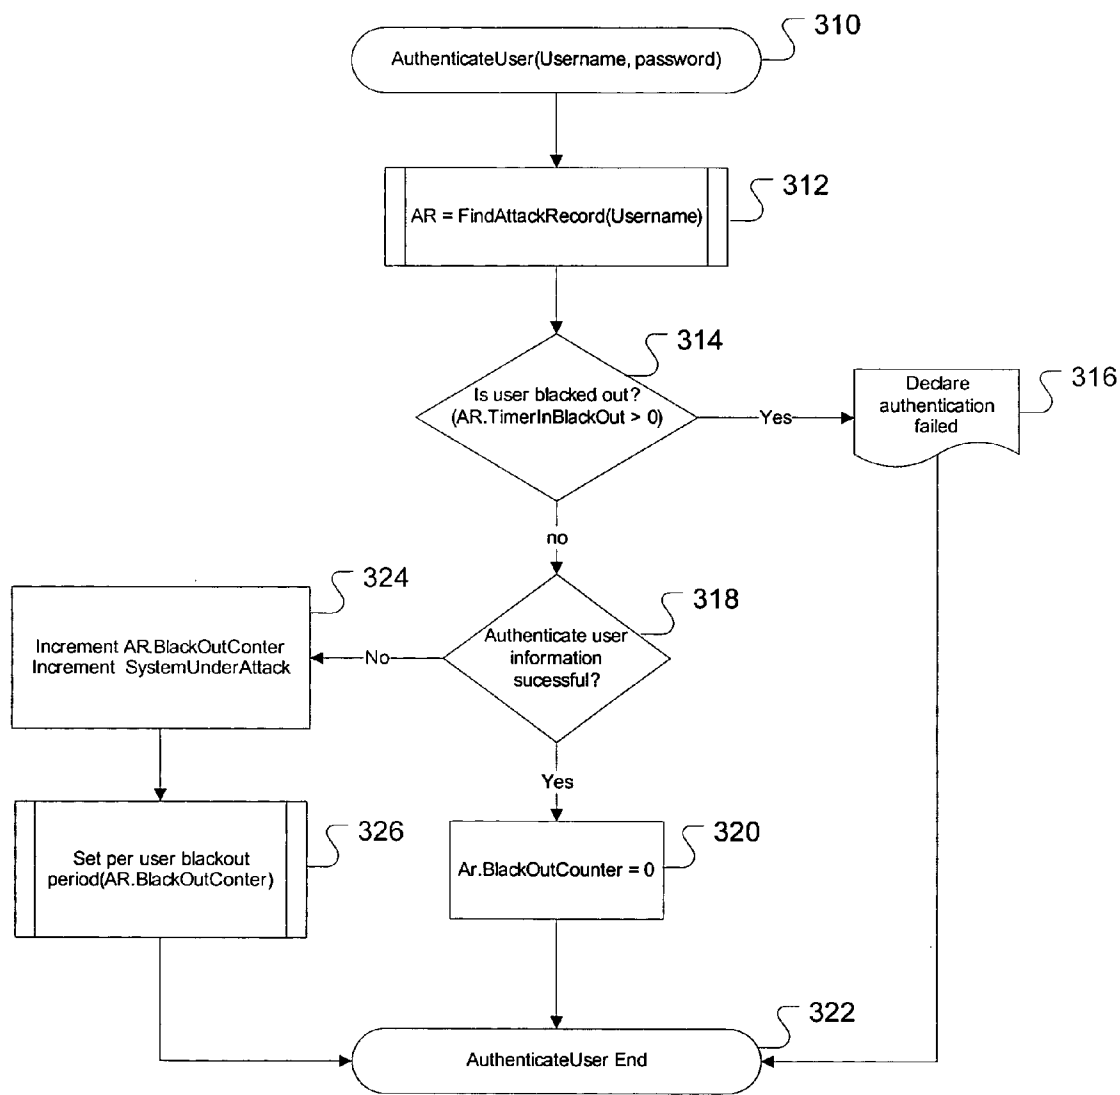 310
AuthenticateUser(Username, password)
312
AR = FindAttackRecord(Username)
314
Is user blacked out?
(AR.TimerInBlackOut > 0)
Yes
316
Declare
authentication
failed
no
318
Authenticate user
information
sucessful?
No
324
Increment AR.BlackOutConter
Increment SystemUnderAttack
Yes
326
Set per user blackout
period(AR.BlackOutConter)
320
Ar.BlackOutCounter = 0
322
AuthenticateUser End